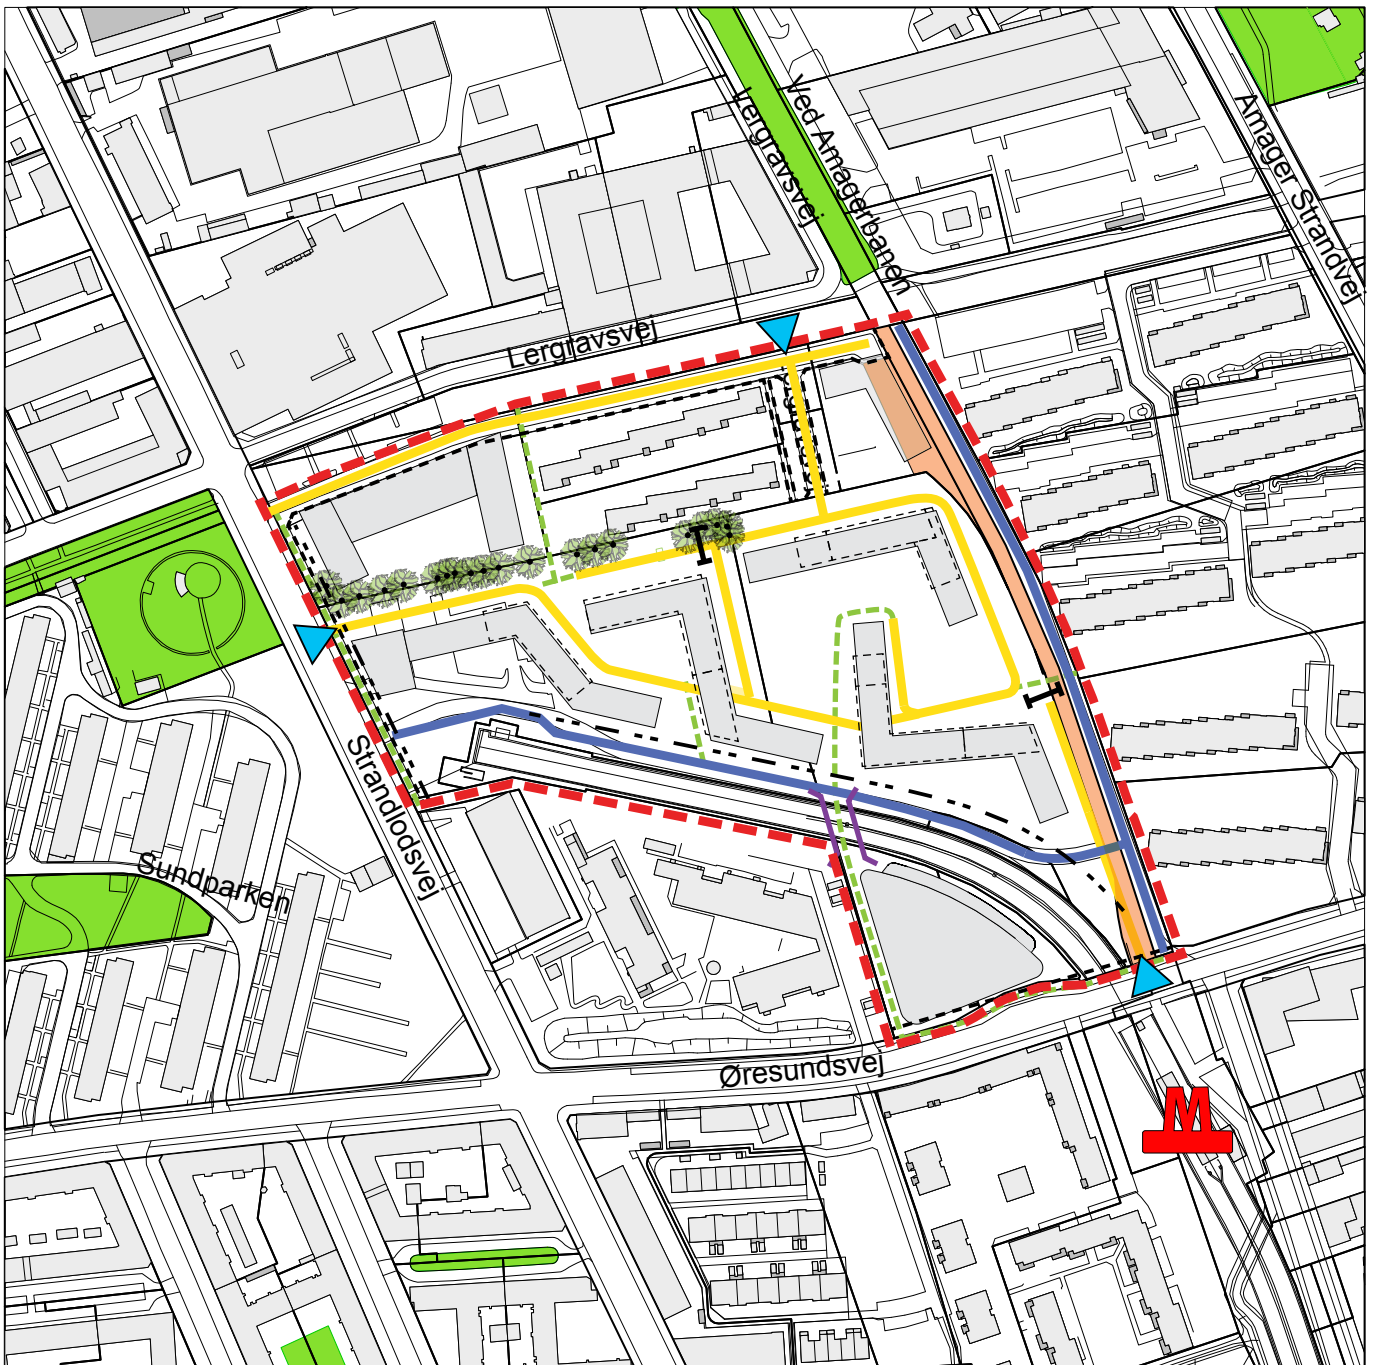 Lergravsvej
Ved Amagerbanen
Amager Strandvej
Lergravsvej
Strandlodsvej
Sundparken
Øresundsvej
M